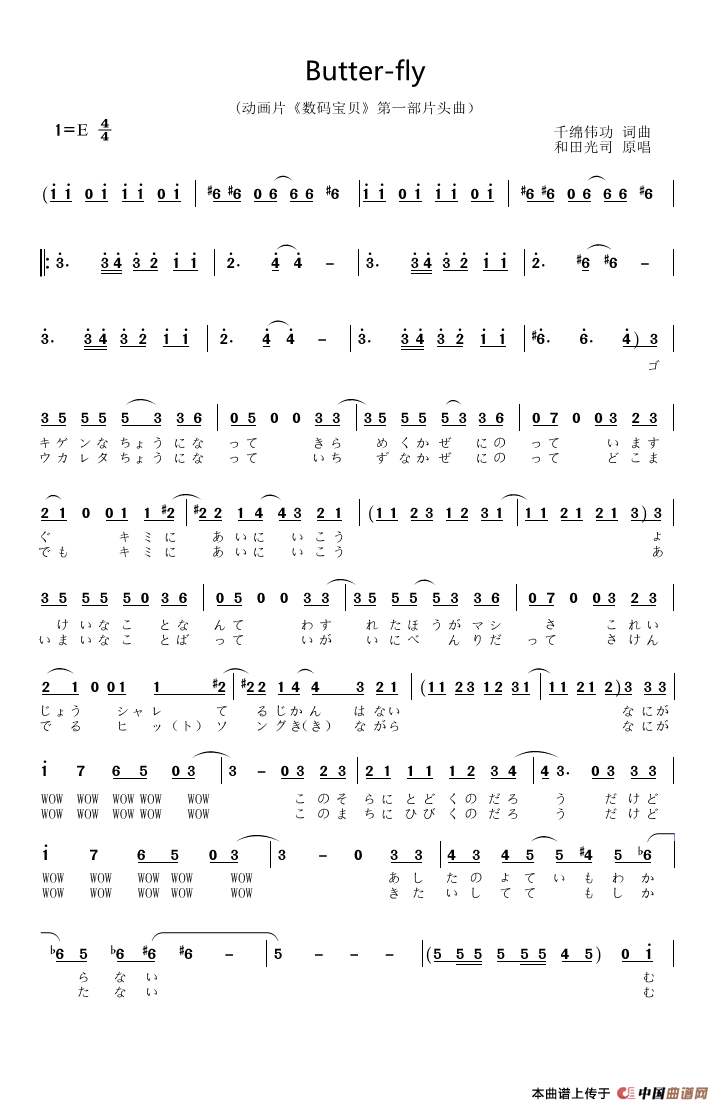 Butter-fly
(动画片《数码宝贝》第一部片头曲)
1=E 4/4
千绵伟功 词曲
和田光司 原唱
(i i 0 i i i i 0 i | #6 #6 0 6 6 6 #6 | i i 0 i i i i 0 i | #6 #6 0 6 6 6 #6 |
‖: 3. 3 4 3 2 i i | 2. 4 4 – | 3. 3 4 3 2 i i | 2. #6 #6 – |
3. 3 4 3 2 i i | 2. 4 4 – | 3. 3 4 3 2 i i | #6. 6. 4) 3 |
ゴ
3 5 5 5 5 3 3 6 | 0 5 0 0 3 3 | 3 5 5 5 5 3 3 6 | 0 7 0 0 3 2 3 |
キゲンなちょうにな って きら めくかぜ にの って います
ウカレタちょうにな って いち ずなかぜ にの って どこま
2 1 0 0 1 1 #2 | #2 2 1 4 4 3 2 1 | (1 1 2 3 1 2 3 1 | 1 1 2 1 2 1 3) 3 |
ぐ キミに あいに いこう ょ
でも キミに あいに いこう あ
3 5 5 5 5 0 3 6 | 0 5 0 0 3 3 | 3 5 5 5 5 3 3 6 | 0 7 0 0 3 2 3 |
けいなこ とな んて わす れたほうがマシ さ これい
いまいなこ とば って いが いにべ んりだ って さけん
2 1 0 0 1 1 #2 | #2 2 1 4 4 3 2 1 | (1 1 2 3 1 2 3 1 | 1 1 2 1 2) 3 3 3 |
じょう シャレ て るじかん はない なにが
でる ヒ ッ(ト)ソ ングき(き)ながら なにが
i 7 6 5 0 3 | 3 – 0 3 2 3 | 2 1 1 1 1 2 3 4 | 4 3. 0 3 3 3 |
WOW WOW WOW WOW WOW このそ らにとどくのだろ う だけど
WOW WOW WOW WOW WOW このま ちにひびくのだろ う だけど
i 7 6 5 0 3 | 3 – 0 3 3 | 4 3 4 5 5 #4 5 b6 |
WOW WOW WOW WOW WOW あしたのよていもわか
WOW WOW WOW WOW WOW きたいしてて もしか
b6 5 b6 #6 #6 – | 5 – – – | (5 5 5 5 5 5 4 5) 0 i |
らない む
たない む
本曲谱上传于 中国曲谱网